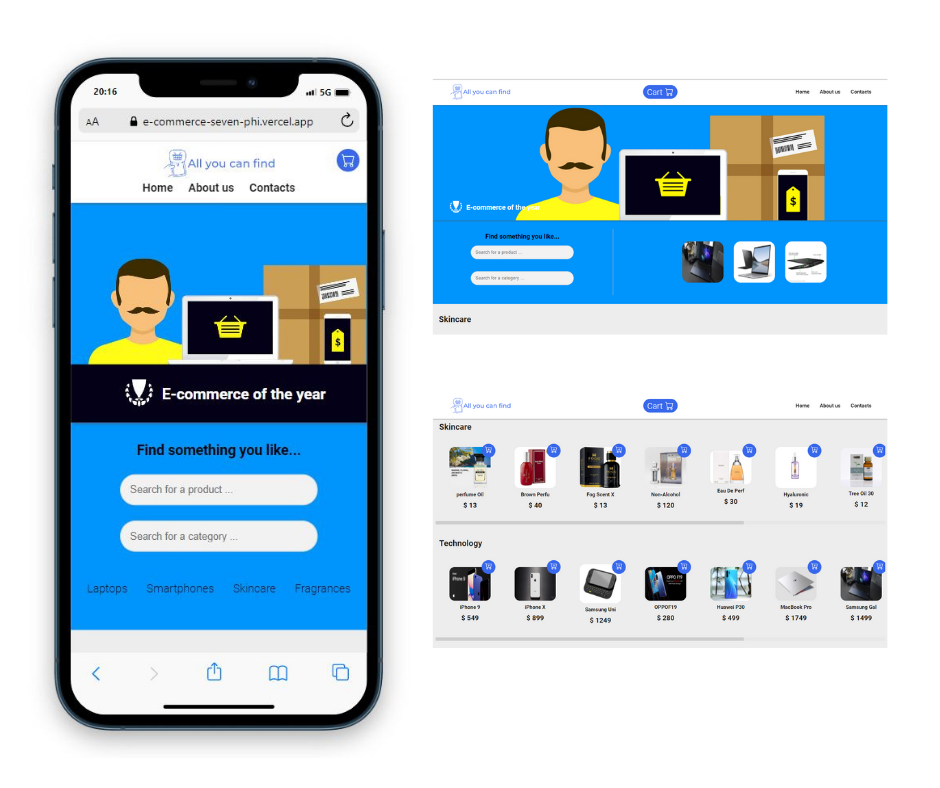 20:16
5G
AA e-commerce-seven-phi.vercel.app
All you can find
Home About us Contacts
$
E-commerce of the year
Find something you like...
Search for a product ...
Search for a category ...
Laptops Smartphones Skincare Fragrances
All you can find Cart Home About us Contacts
$
E-commerce of the year
Find something you like...
Search for a product ...
Search for a category ...
Skincare
All you can find Cart Home About us Contacts
Skincare
perfume Oil Brown Perfu Fog Scent X Non-Alcohol Eau De Perf Hyaluronic Tree Oil 30
$ 13 $ 40 $ 13 $ 120 $ 30 $ 19 $ 12
Technology
iPhone 9 OPPO F19
iPhone 9 iPhone X Samsung Uni OPPOF19 Huawei P30 MacBook Pro Samsung Gal
$ 549 $ 899 $ 1249 $ 280 $ 499 $ 1749 $ 1499